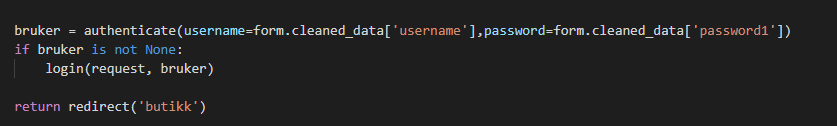 bruker = authenticate(username=form.cleaned_data['username'],password=form.cleaned_data['password1'])
if bruker is not None:
    login(request, bruker)
return redirect('butikk')